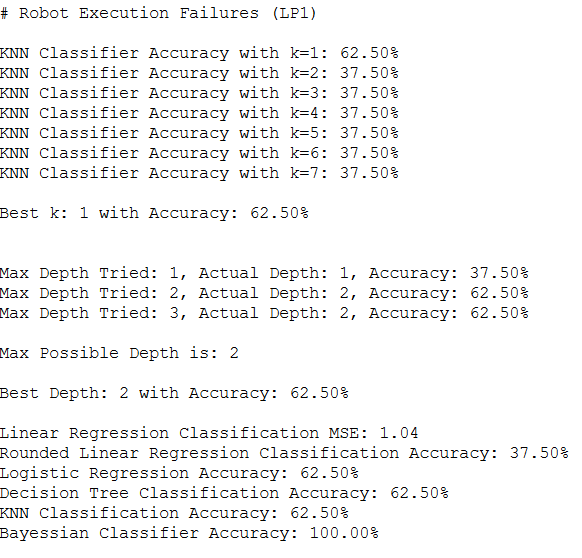 # Robot Execution Failures (LP1)
KNN Classifier Accuracy with k=1: 62.50%
KNN Classifier Accuracy with k=2: 37.50%
KNN Classifier Accuracy with k=3: 37.50%
KNN Classifier Accuracy with k=4: 37.50%
KNN Classifier Accuracy with k=5: 37.50%
KNN Classifier Accuracy with k=6: 37.50%
KNN Classifier Accuracy with k=7: 37.50%
Best k: 1 with Accuracy: 62.50%
Max Depth Tried: 1, Actual Depth: 1, Accuracy: 37.50%
Max Depth Tried: 2, Actual Depth: 2, Accuracy: 62.50%
Max Depth Tried: 3, Actual Depth: 2, Accuracy: 62.50%
Max Possible Depth is: 2
Best Depth: 2 with Accuracy: 62.50%
Linear Regression Classification MSE: 1.04
Rounded Linear Regression Classification Accuracy: 37.50%
Logistic Regression Accuracy: 62.50%
Decision Tree Classification Accuracy: 62.50%
KNN Classification Accuracy: 62.50%
Bayessian Classifier Accuracy: 100.00%